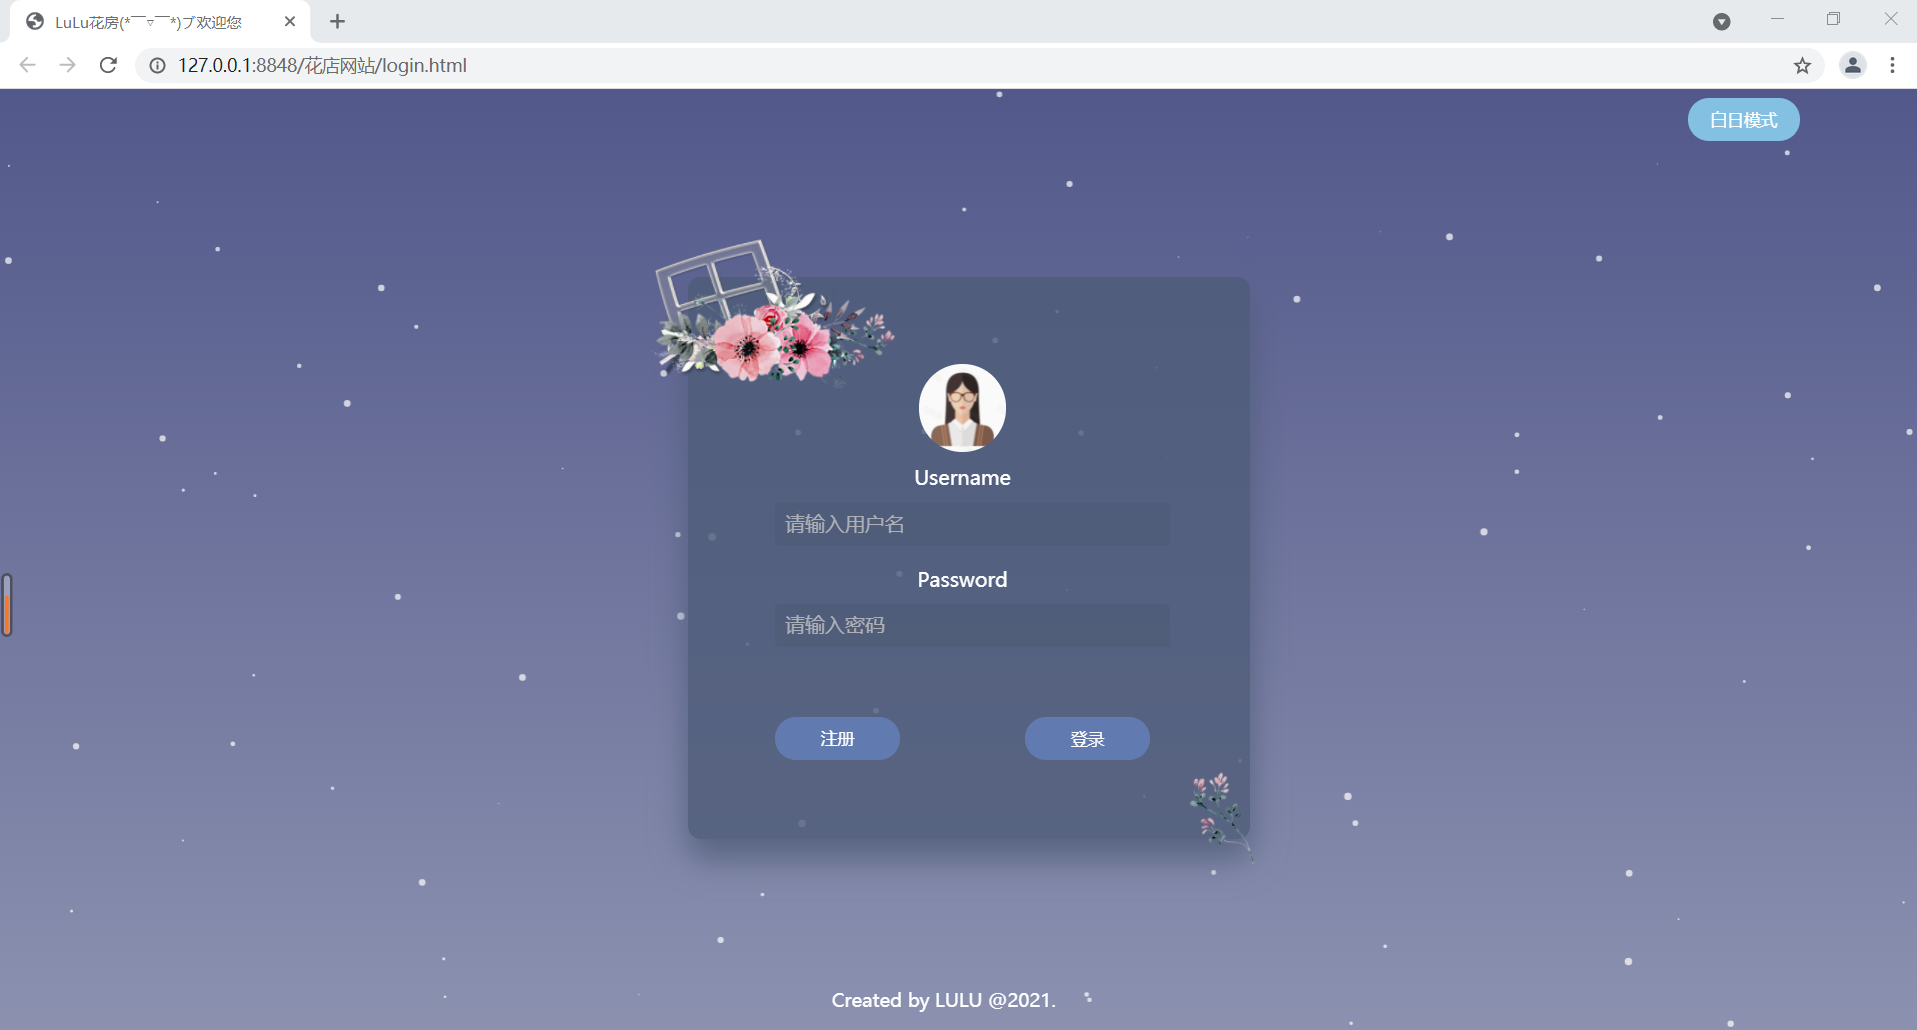 LuLu花房(*￣▽￣*)ブ欢迎您
127.0.0.1:8848/花店网站/login.html
白日模式
Username
请输入用户名
Password
请输入密码
注册
登录
Created by LULU @2021.